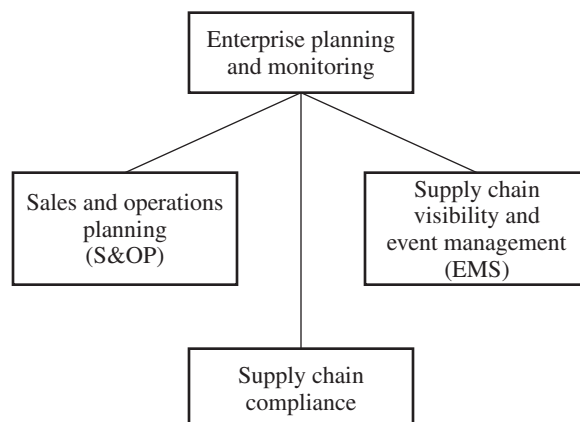 Enterprise planning
and monitoring
Sales and operations
planning
(S&OP)
Supply chain
visibility and
event management
(EMS)
Supply chain
compliance